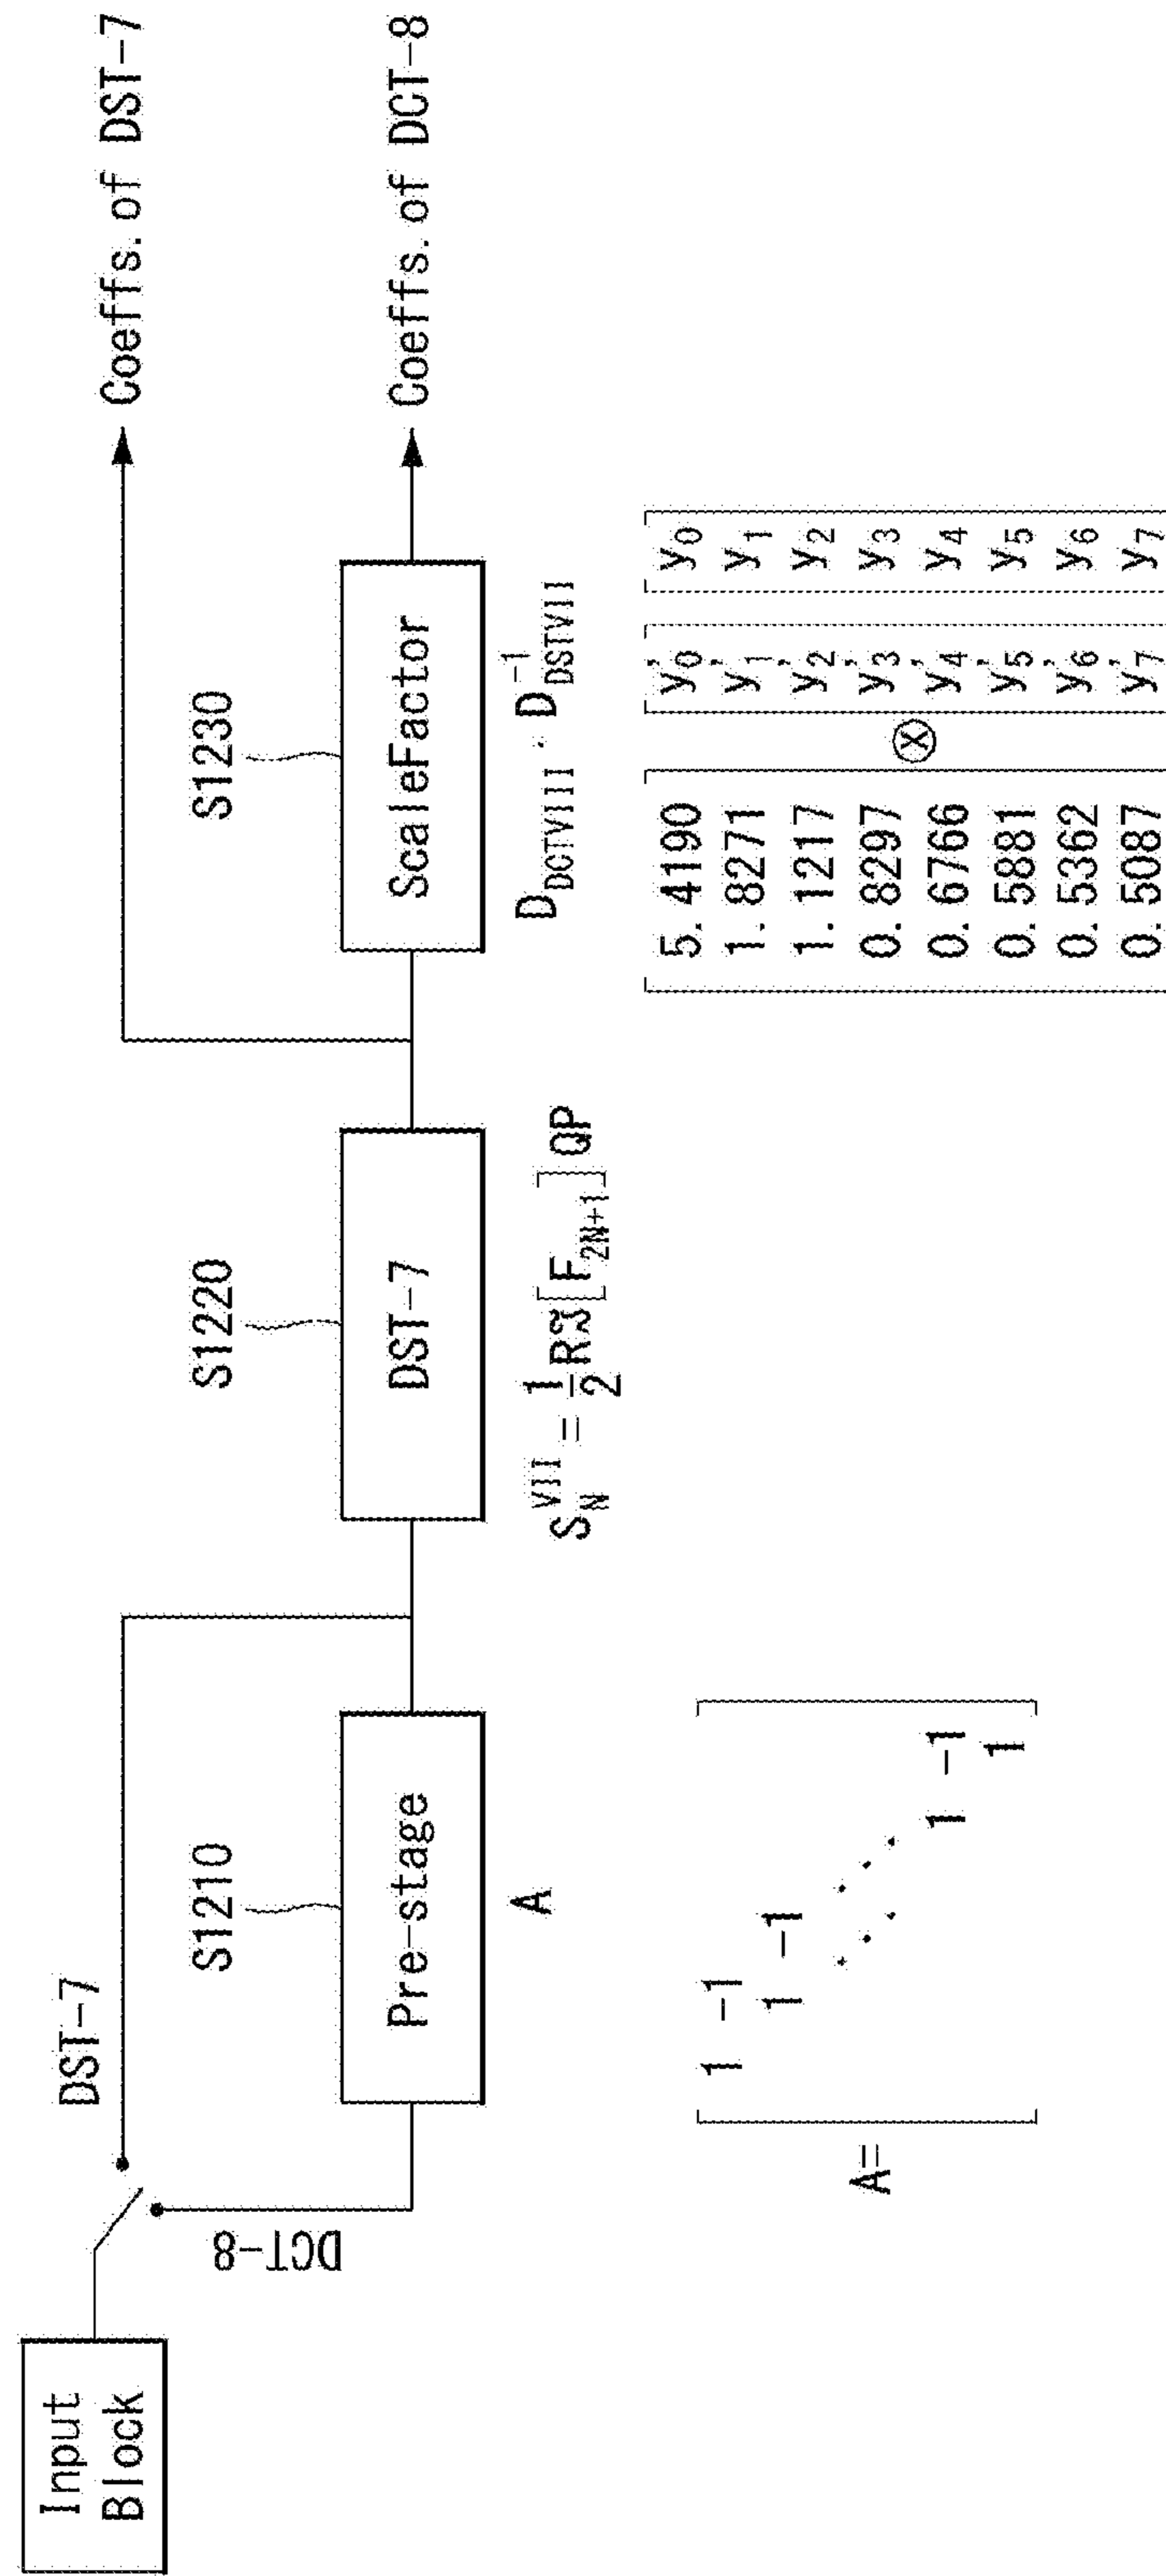 Input
Block
DST-7
DCT-8
S1210
Pre-stage
A
A=
1 -1
1 -1
1 -1
1
S1220
DST-7
S_N^VII = 1/2 Rℑ[F_2N+1]QP
S1230
ScaleFactor
D_DCTVIII · D^-1_DSTVII
5.4190 y'0 y0
1.8271 y'1 y1
1.1217 y'2 y2
0.8297 ⊗ y'3 y3
0.6766 y'4 y4
0.5881 y'5 y5
0.5362 y'6 y6
0.5087 y'7 y7
Coeffs. of DST-7
Coeffs. of DCT-8